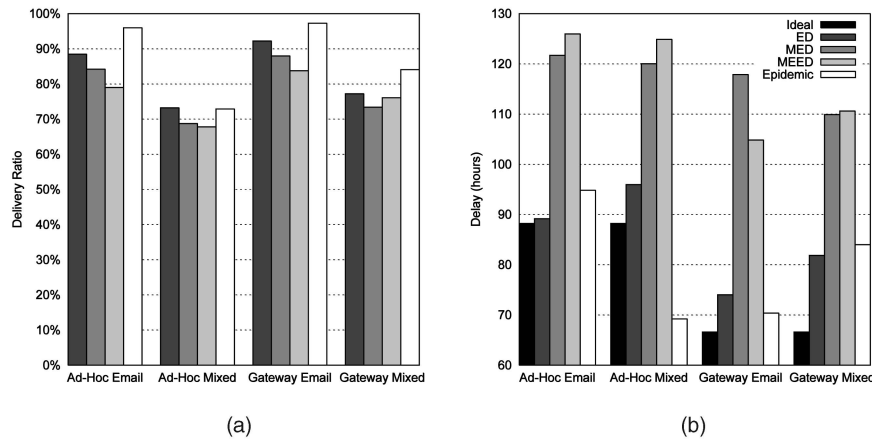 100%
90%
80%
70%
60%
50%
40%
30%
20%
10%
0%
Delivery Ratio
Ad-Hoc Email Ad-Hoc Mixed Gateway Email Gateway Mixed
(a)
130
120
110
100
90
80
70
60
Delay (hours)
Ideal
ED
MED
MEED
Epidemic
Ad-Hoc Email Ad-Hoc Mixed Gateway Email Gateway Mixed
(b)